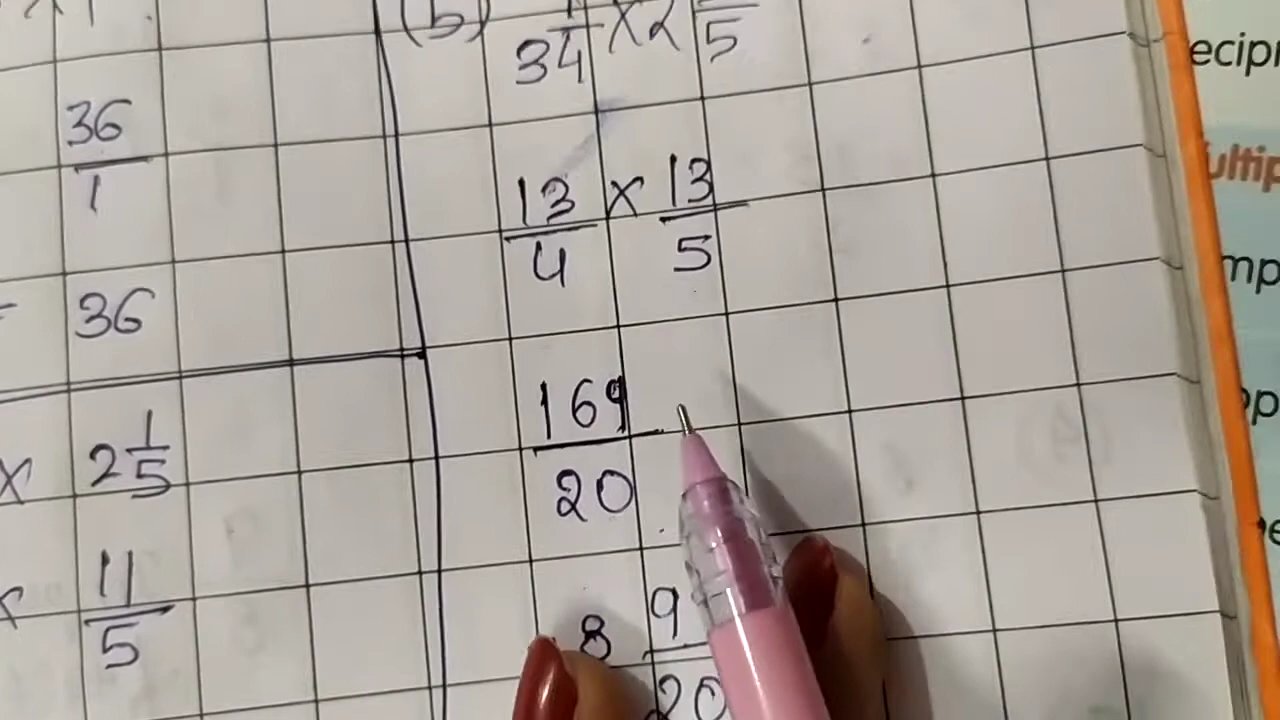 (b) 3 1/4 × 2 /5
36/1
13/4 × 13/5
= 36
169/20
× 2 1/5
8 9/20
× 11/5
ecipr
ultip
mp